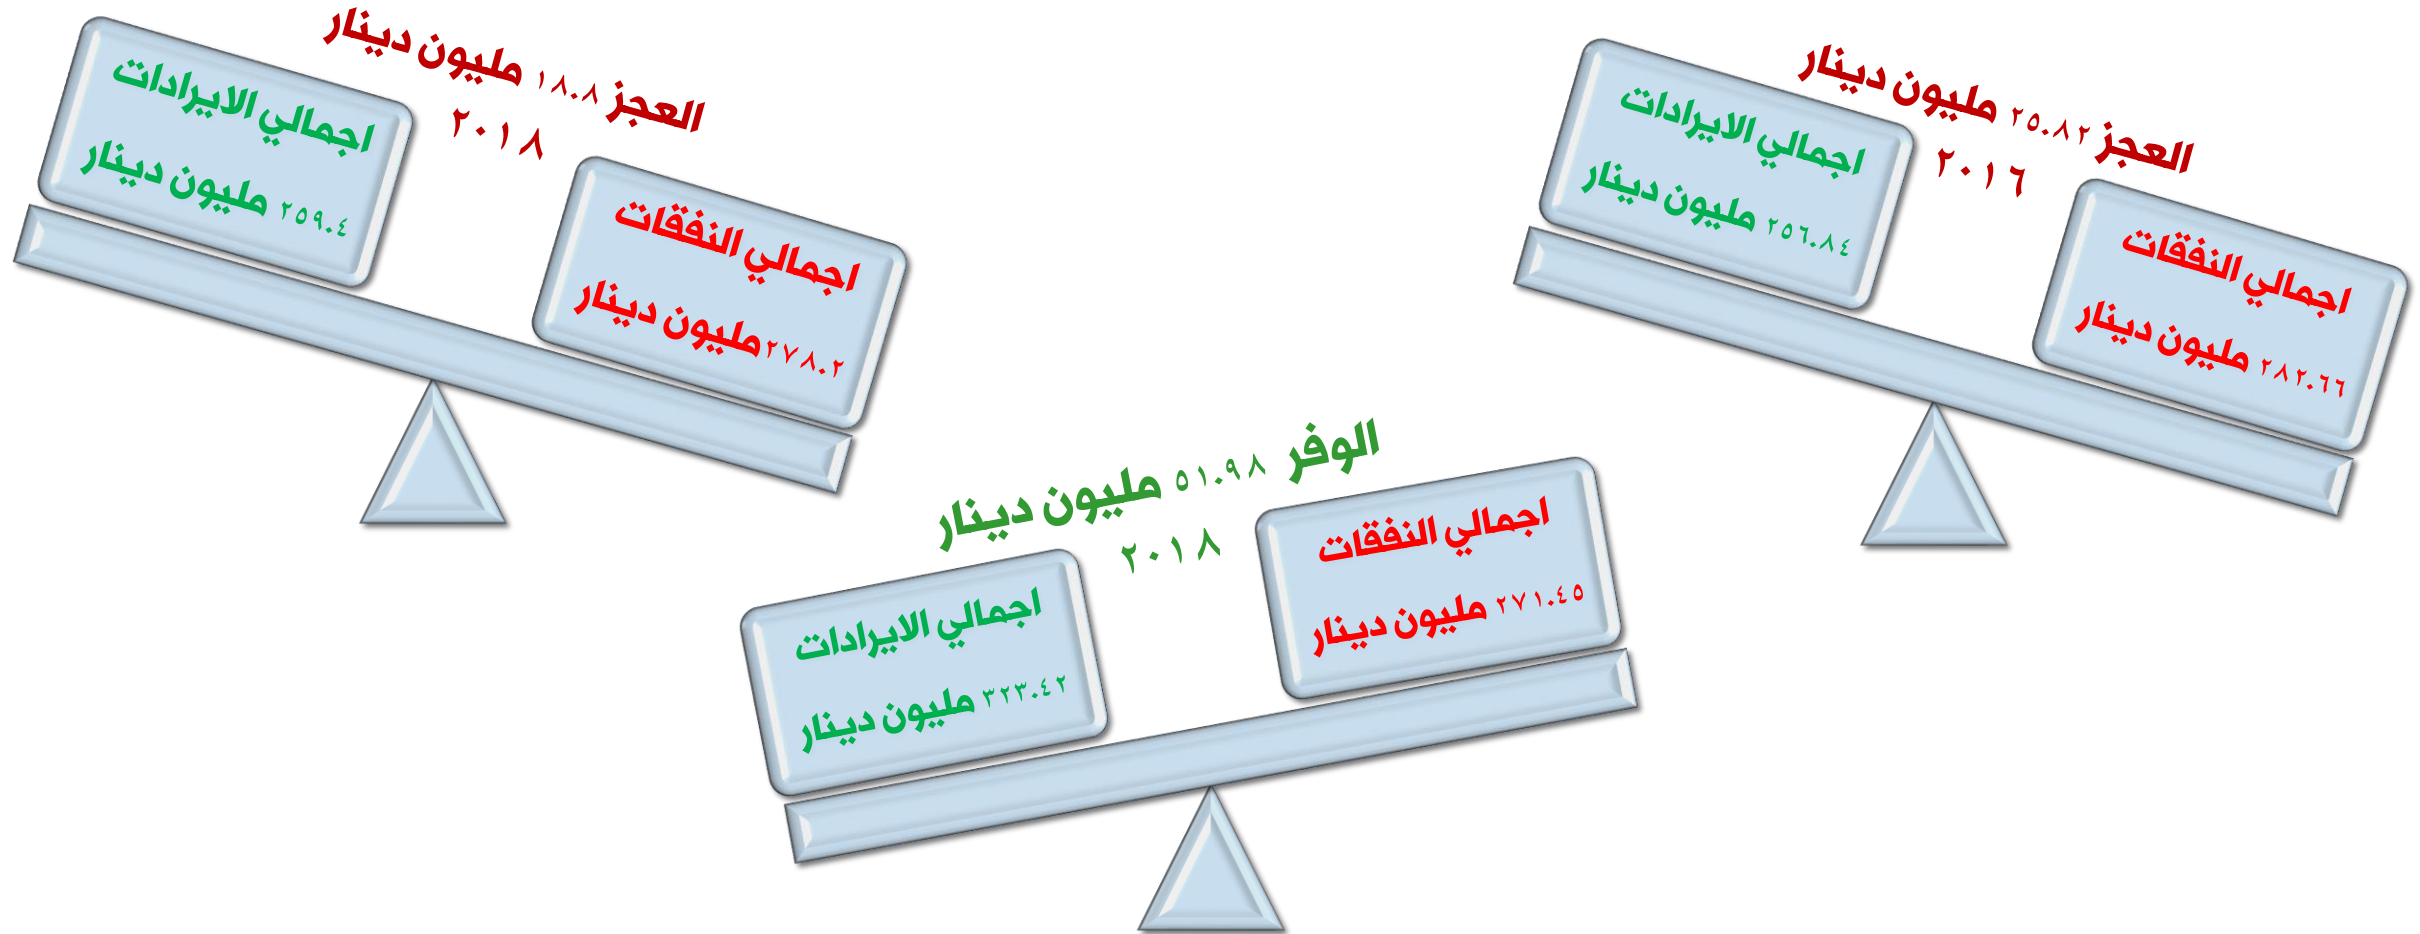 العجز ٢٥.٨٢ مليون دينار
٢٠١٦
اجمالي الايرادات
٢٥٦.٨٤ مليون دينار
اجمالي النفقات
٢٨٢.٦٦ مليون دينار
العجز ١٨.٨ مليون دينار
٢٠١٨
اجمالي الايرادات
٢٥٩.٤ مليون دينار
اجمالي النفقات
٢٧٨.٢مليون دينار
الوفر ٥١.٩٨ مليون دينار
٢٠١٨
اجمالي النفقات
٢٧١.٤٥ مليون دينار
اجمالي الايرادات
٣٢٣.٤٢ مليون دينار